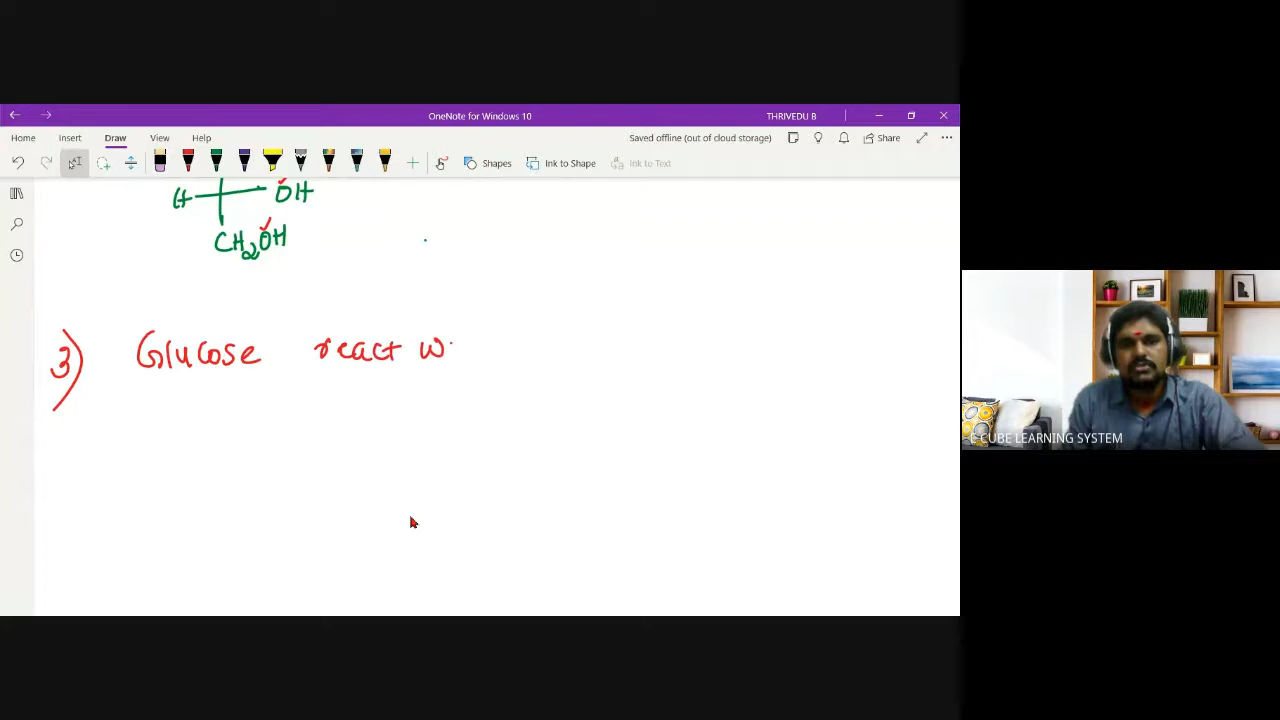 OneNote for Windows 10
THRIVEDU B
Home Insert Draw View Help
Saved offline (out of cloud storage)
Share
Shapes
Ink to Shape
Ink to Text
H OH
CH2OH
3) Glucose react w
E CUBE LEARNING SYSTEM